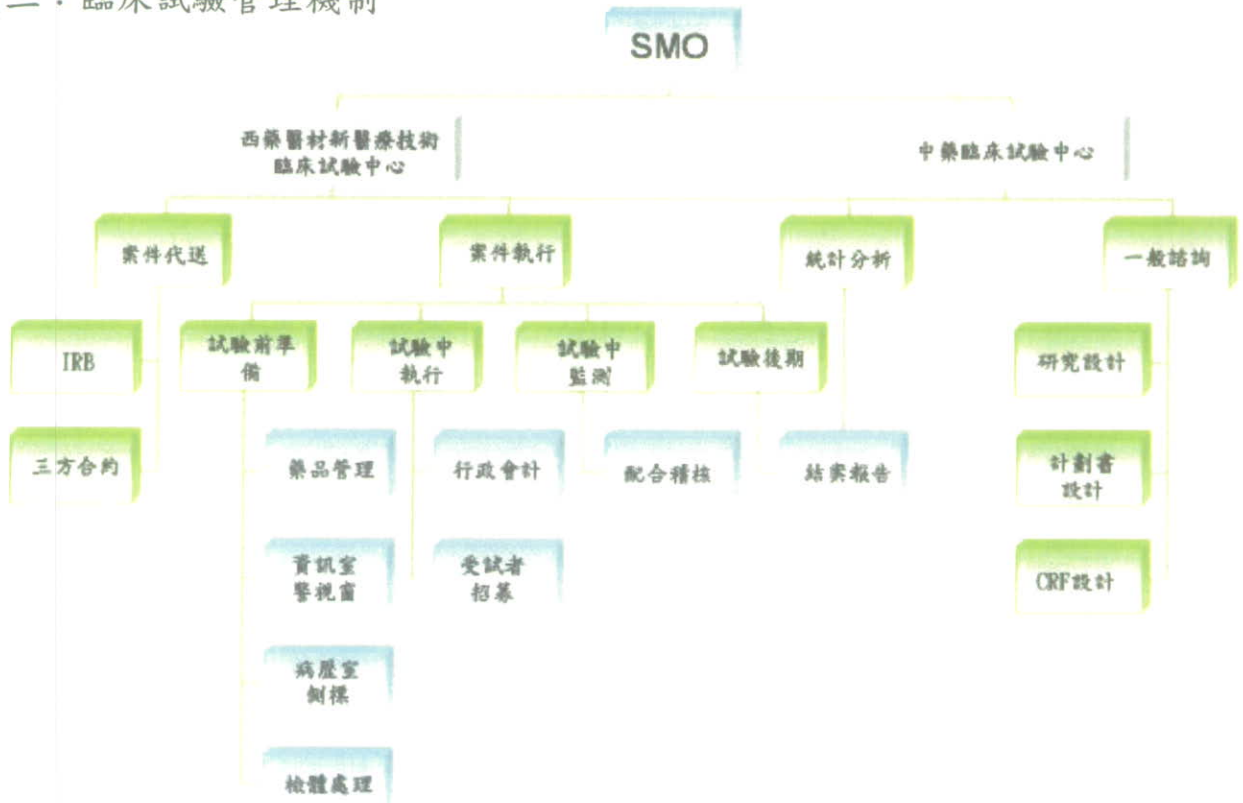 臨床試驗管理機制
SMO
西藥醫材新醫療技術
臨床試驗中心
中藥臨床試驗中心
案件代送
案件執行
統計分析
一般諮詢
IRB
試驗前準
備
試驗中
執行
試驗中
監測
試驗後期
研究設計
三方合約
藥品管理
行政會計
配合稽核
結案報告
計劃書
設計
資訊室
警視窗
受試者
招募
CRF設計
病歷室
側標
檢體處理